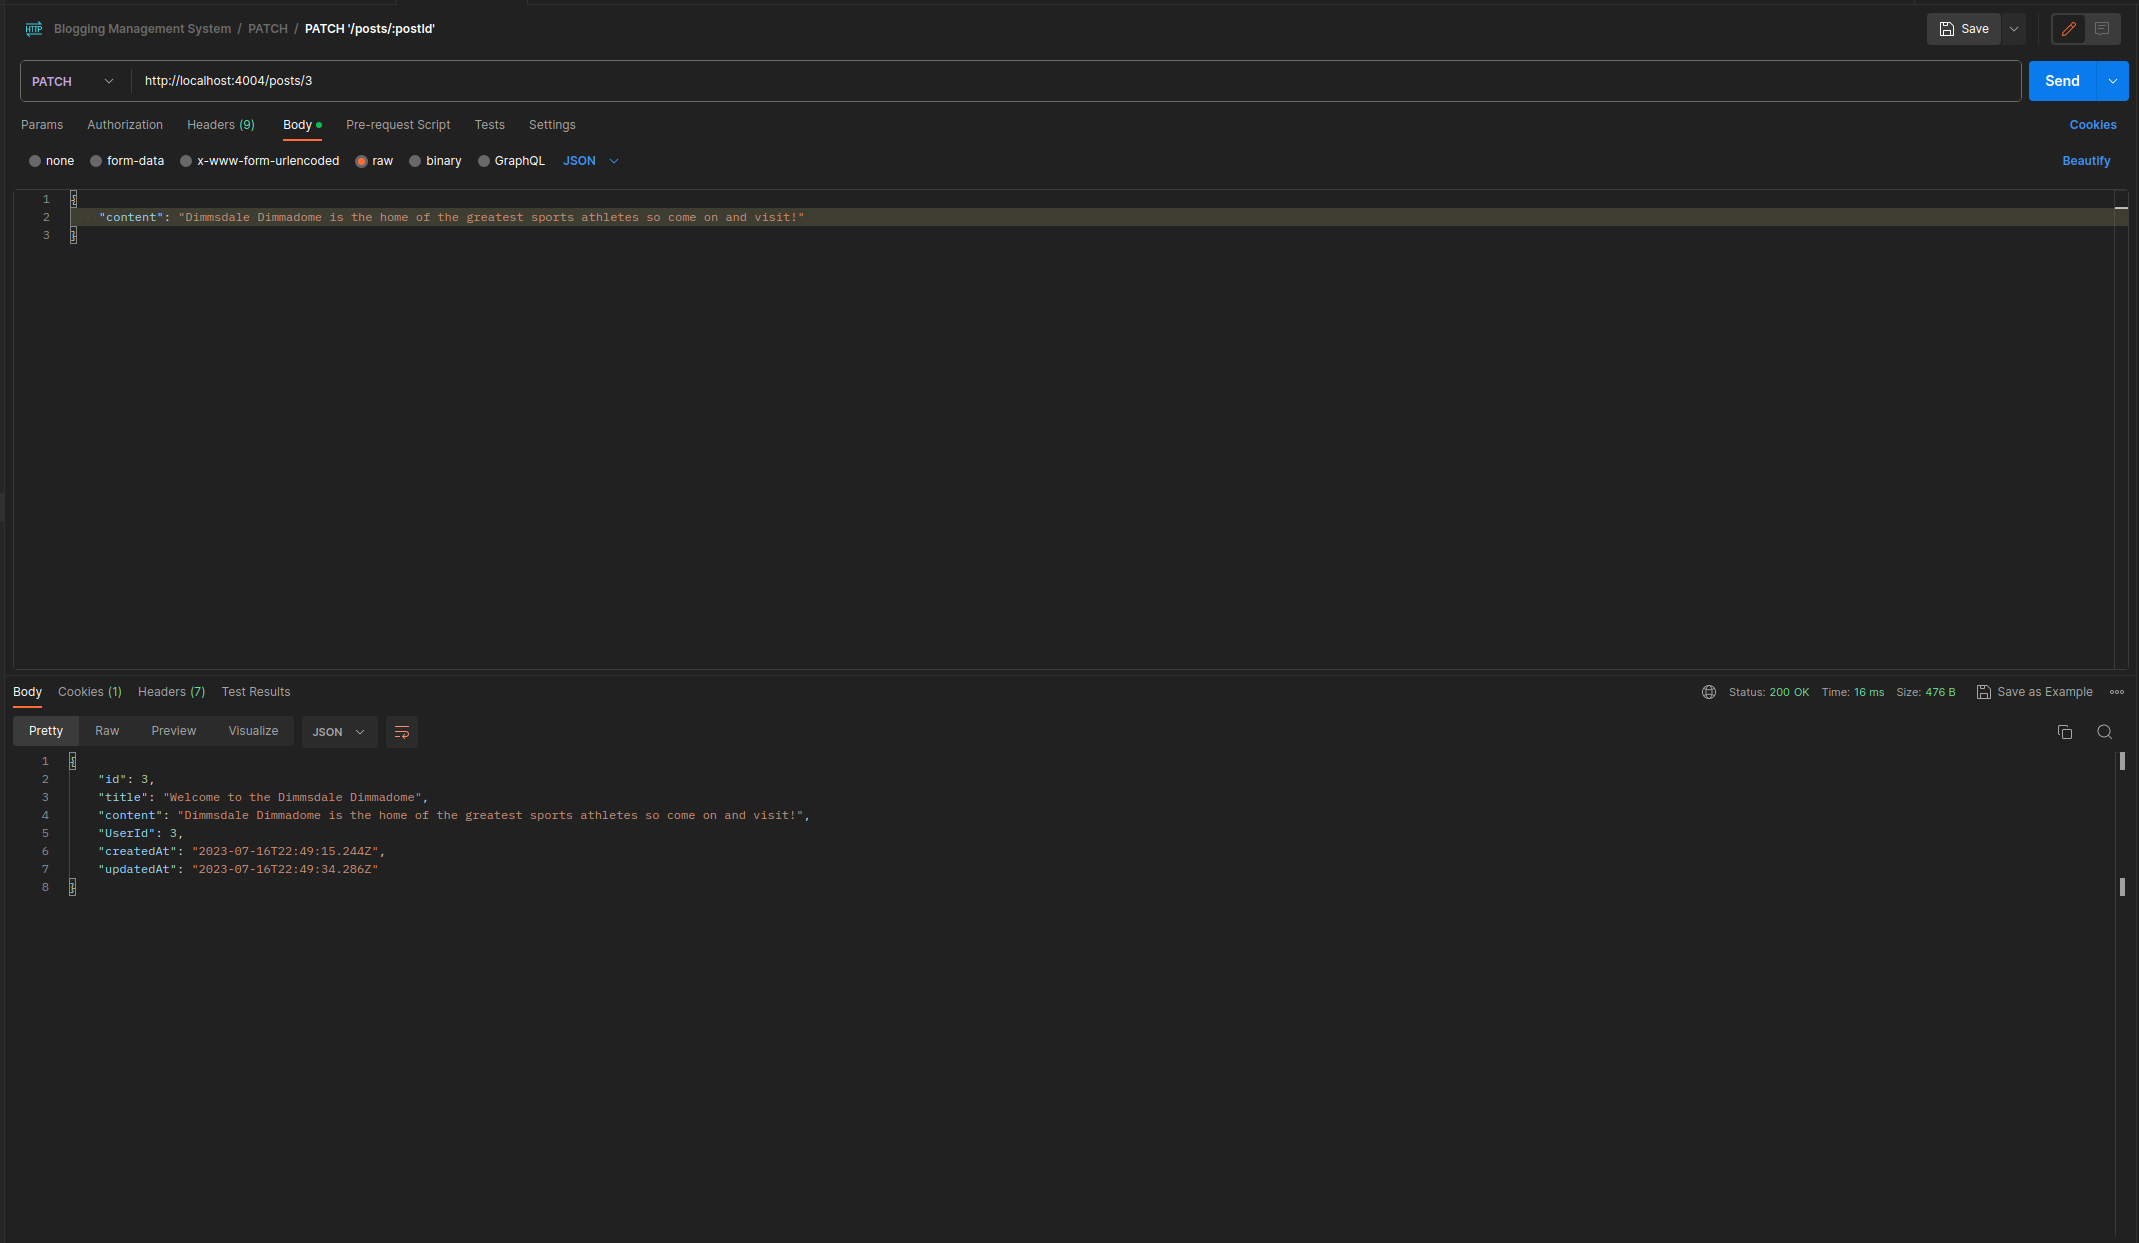 HTTP Blogging Management System / PATCH / PATCH '/posts/:postId'
Save
PATCH http://localhost:4004/posts/3 Send
Params Authorization Headers (9) Body Pre-request Script Tests Settings Cookies
none form-data x-www-form-urlencoded raw binary GraphQL JSON Beautify
1 {
2 "content": "Dimmsdale Dimmadome is the home of the greatest sports athletes so come on and visit!"
3 }
Body Cookies (1) Headers (7) Test Results Status: 200 OK Time: 16 ms Size: 476 B Save as Example
Pretty Raw Preview Visualize JSON
1 {
2 "id": 3,
3 "title": "Welcome to the Dimmsdale Dimmadome",
4 "content": "Dimmsdale Dimmadome is the home of the greatest sports athletes so come on and visit!",
5 "UserId": 3,
6 "createdAt": "2023-07-16T22:49:15.244Z",
7 "updatedAt": "2023-07-16T22:49:34.286Z"
8 }